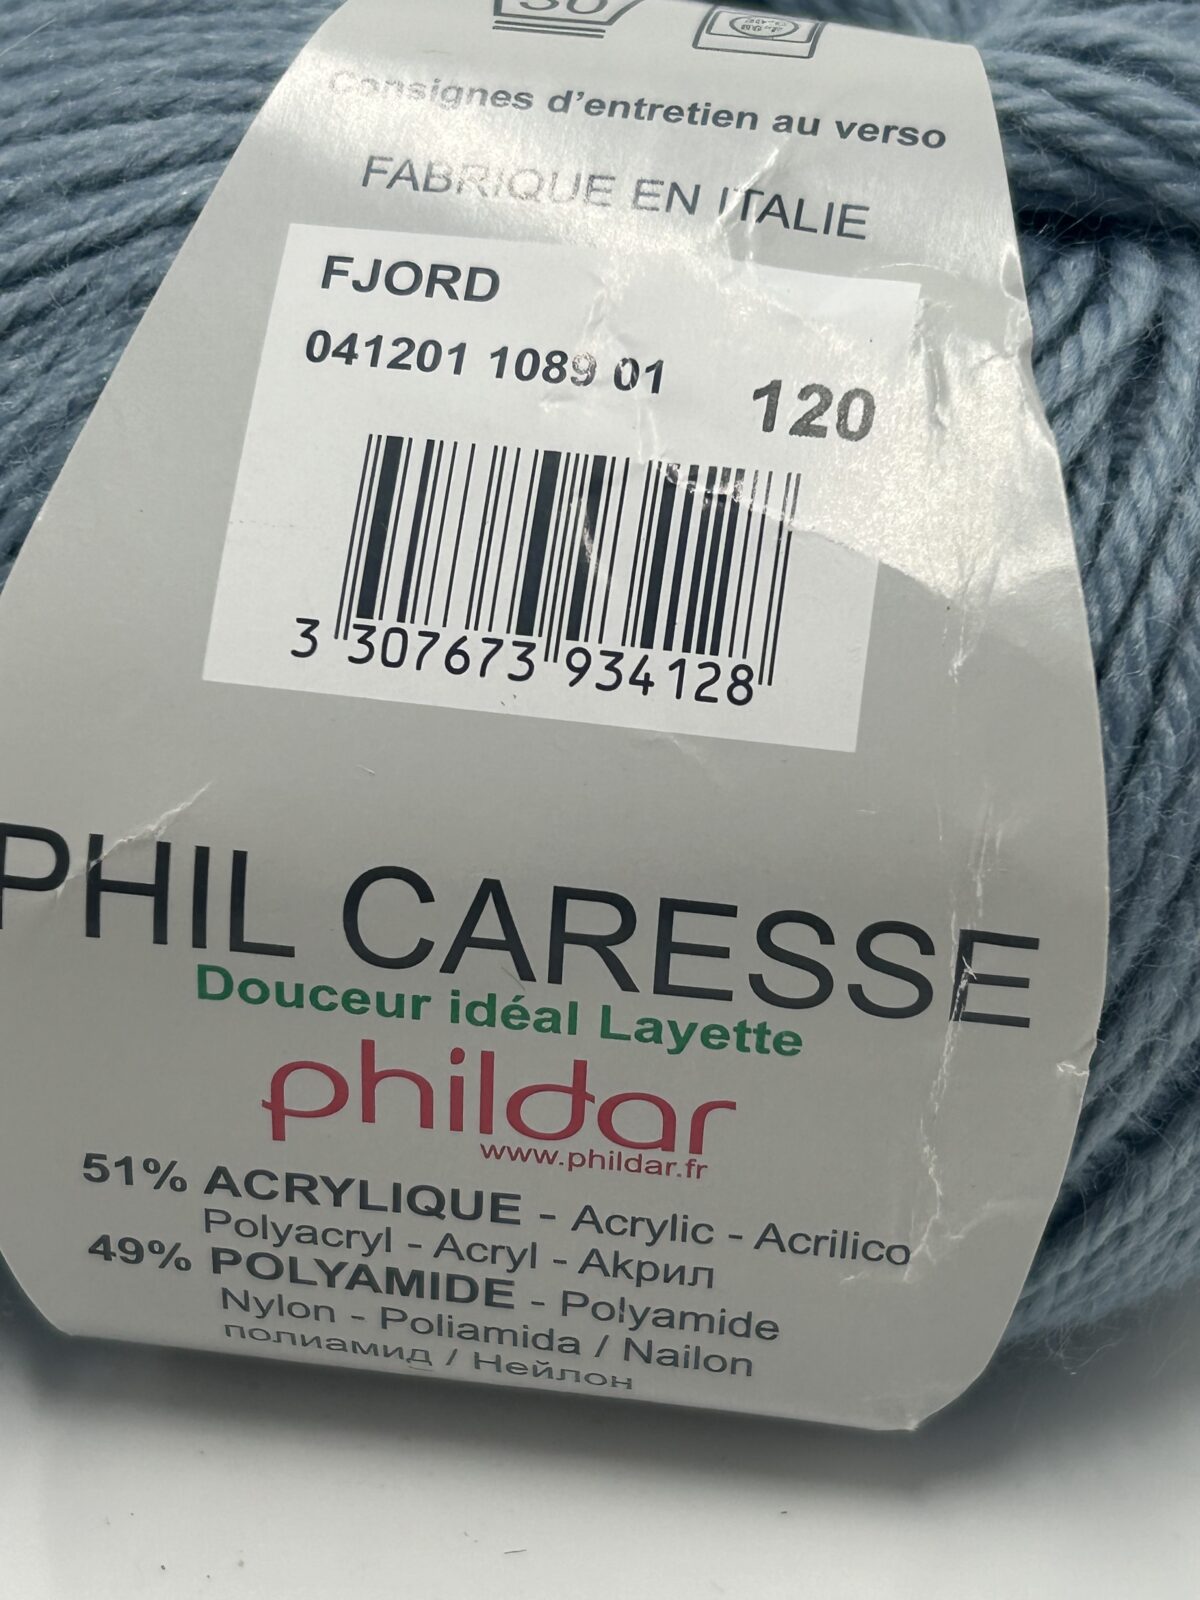 30
Consignes d'entretien au verso
FABRIQUE EN ITALIE
FJORD
041201 1089 01
120
3 307673 934128
PHIL CARESSE
Douceur idéal Layette
phildar
www.phildar.fr
51% ACRYLIQUE - Acrylic - Acrilico
Polyacryl - Acryl - Акрил
49% POLYAMIDE - Polyamide
Nylon - Poliamida / Nailon
полиамид / Нейлон